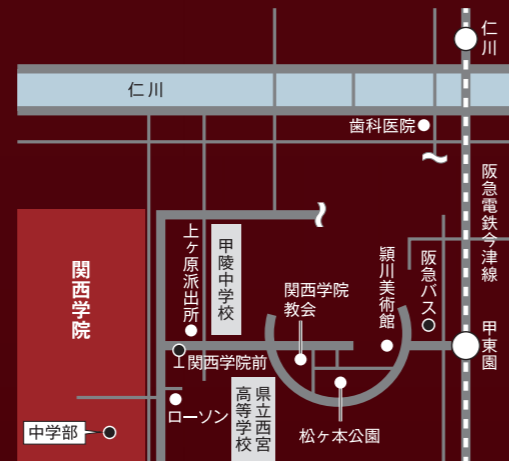 仁川
仁川
歯科医院
阪急電鉄今津線
上ヶ原派出所
甲陵中学校
関西学院
関西学院
教会
頴川美術館
阪急バス
甲東園
関西学院前
ローソン
県立西宮
高等学校
松ヶ本公園
中学部